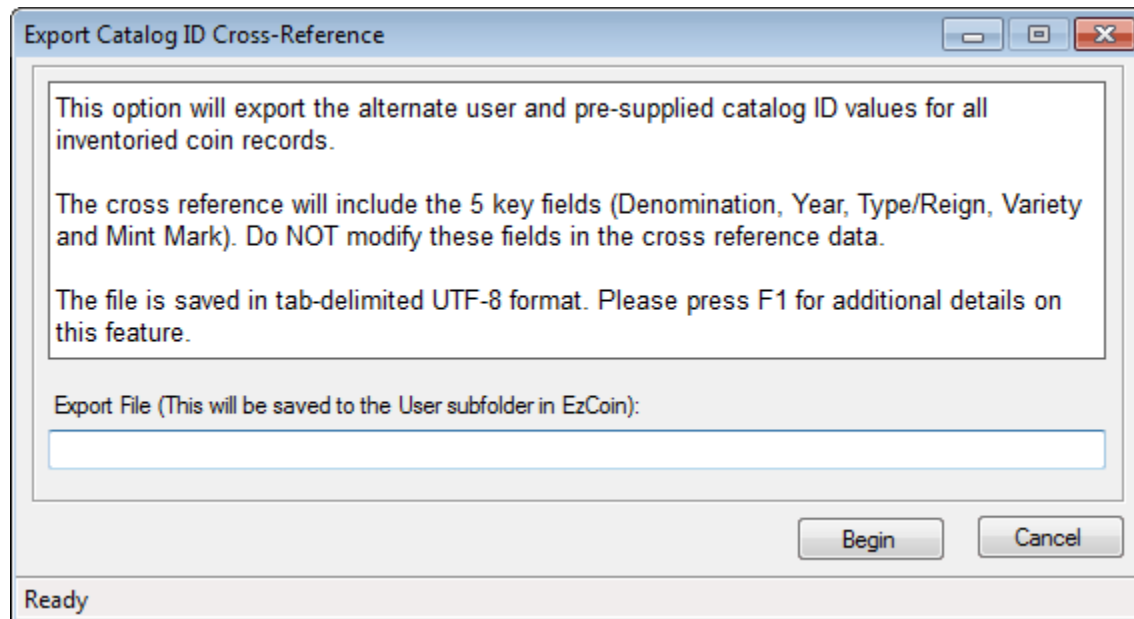 Export Catalog ID Cross-Reference
This option will export the alternate user and pre-supplied catalog ID values for all
inventoried coin records.
The cross reference will include the 5 key fields (Denomination, Year, Type/Reign, Variety
and Mint Mark). Do NOT modify these fields in the cross reference data.
The file is saved in tab-delimited UTF-8 format. Please press F1 for additional details on
this feature.
Export File (This will be saved to the User subfolder in EzCoin):
Begin Cancel
Ready